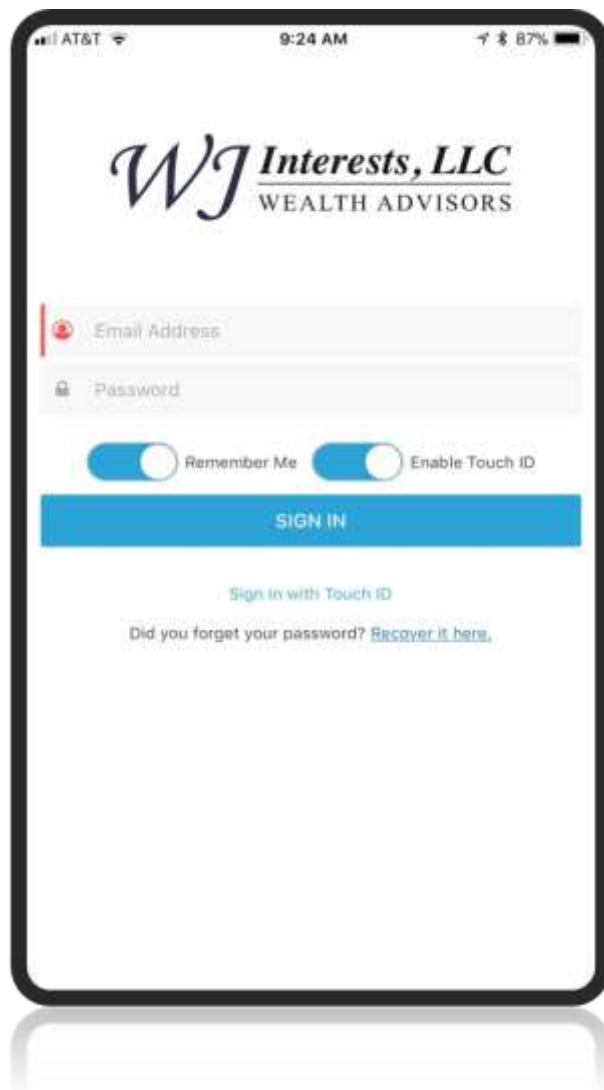 AT&T 9:24 AM 87%
WJ Interests, LLC
WEALTH ADVISORS
Email Address
Password
Remember Me Enable Touch ID
SIGN IN
Sign In with Touch ID
Did you forget your password? Recover it here.